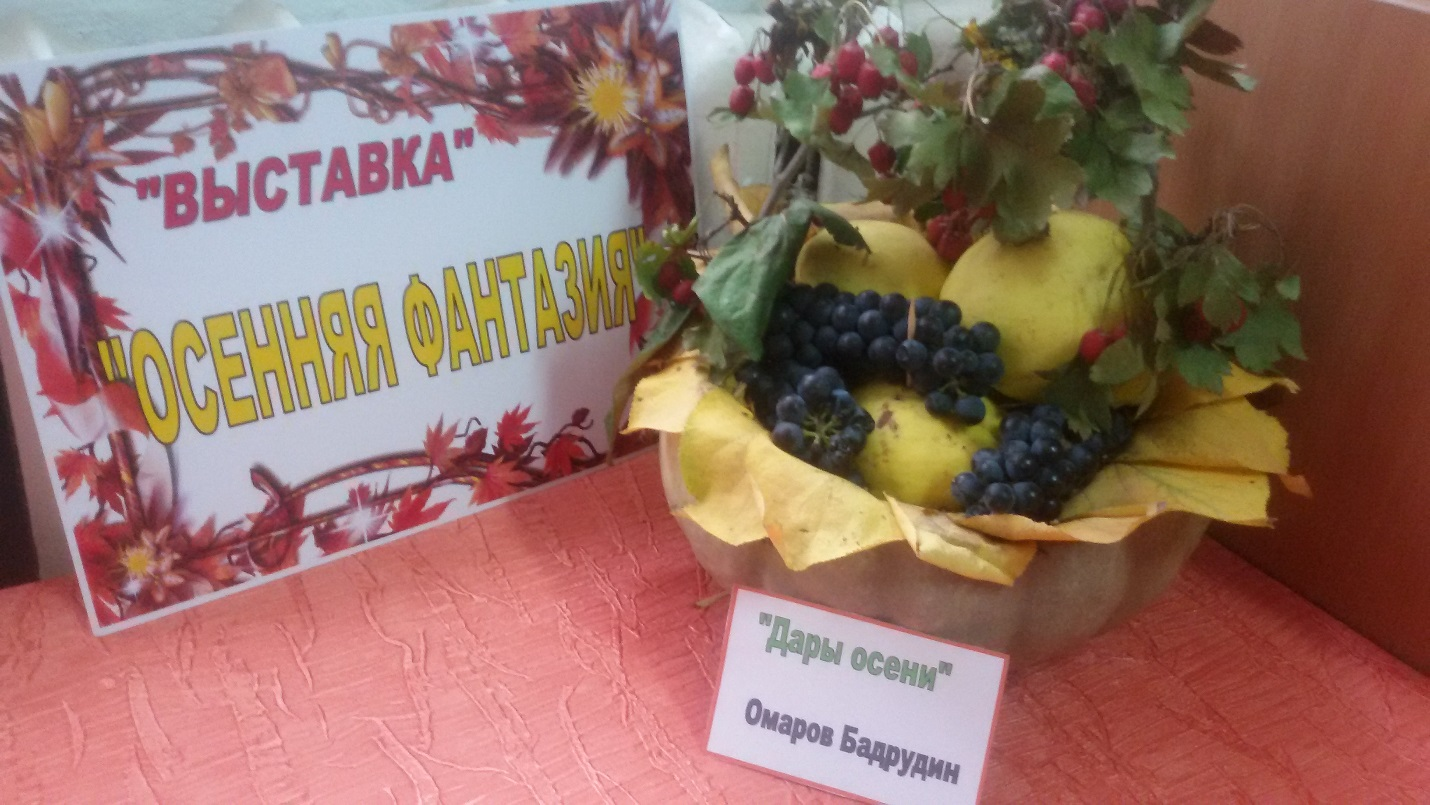 "ВЫСТАВКА"
"ОСЕННЯЯ ФАНТАЗИЯ"
"Дары осени"
Омаров Бадрудин